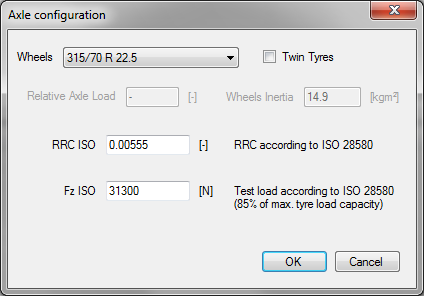 Axle configuration
Wheels 315/70 R 22.5 Twin Tyres
Relative Axle Load - [-] Wheels Inertia 14.9 [kgm²]
RRC ISO 0.00555 [-] RRC according to ISO 28580
Fz ISO 31300 [N] Test load according to ISO 28580
(85% of max. tyre load capacity)
OK Cancel